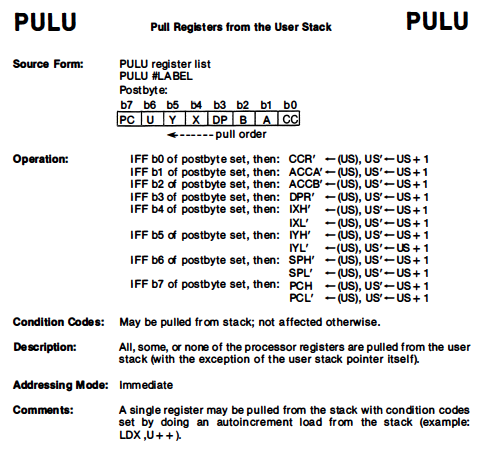 PULU Pull Registers from the User Stack PULU
Source Form: PULU register list
PULU #LABEL
Postbyte:
b7 b6 b5 b4 b3 b2 b1 b0
PC U Y X DP B A CC
←------- pull order
Operation: IFF b0 of postbyte set, then: CCR' ←(US), US'←US + 1
IFF b1 of postbyte set, then: ACCA' ←(US), US'←US + 1
IFF b2 of postbyte set, then: ACCB' ←(US), US'←US + 1
IFF b3 of postbyte set, then: DPR' ←(US), US'←US + 1
IFF b4 of postbyte set, then: IXH' ←(US), US'←US + 1
IXL' ←(US), US'←US + 1
IFF b5 of postbyte set, then: IYH' ←(US), US'←US + 1
IYL' ←(US), US'←US + 1
IFF b6 of postbyte set, then: SPH' ←(US), US'←US + 1
SPL' ←(US), US'←US + 1
IFF b7 of postbyte set, then: PCH ←(US), US'←US + 1
PCL' ←(US), US'←US + 1
Condition Codes: May be pulled from stack; not affected otherwise.
Description: All, some, or none of the processor registers are pulled from the user
stack (with the exception of the user stack pointer itself).
Addressing Mode: Immediate
Comments: A single register may be pulled from the stack with condition codes
set by doing an autoincrement load from the stack (example:
LDX ,U + +).